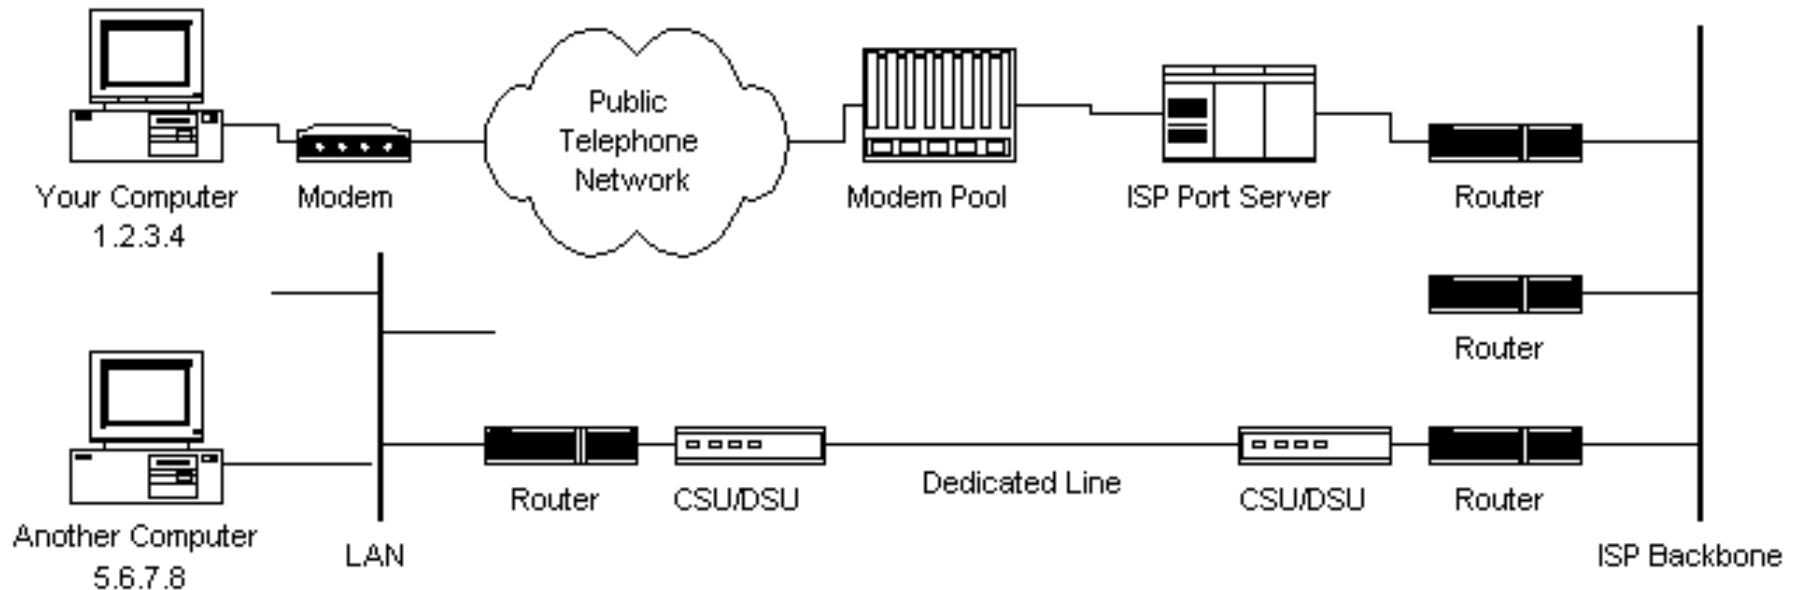 Public
Telephone
Network
Your Computer
1.2.3.4
Modem
Modem Pool
ISP Port Server
Router
Router
Another Computer
5.6.7.8
LAN
Router
CSU/DSU
Dedicated Line
CSU/DSU
Router
ISP Backbone